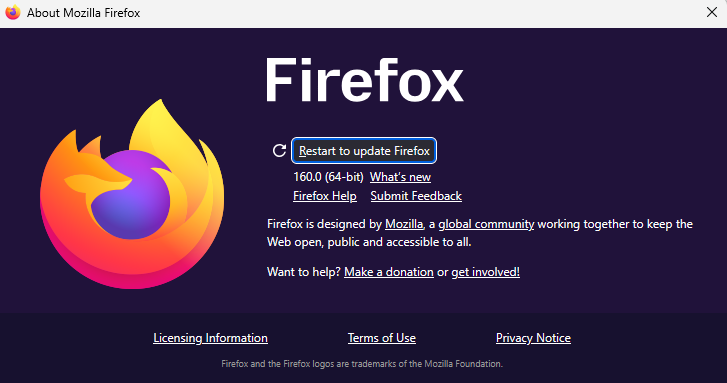 About Mozilla Firefox
Firefox
Restart to update Firefox
160.0 (64-bit) What's new
Firefox Help Submit Feedback
Firefox is designed by Mozilla, a global community working together to keep the
Web open, public and accessible to all.
Want to help? Make a donation or get involved!
Licensing Information Terms of Use Privacy Notice
Firefox and the Firefox logos are trademarks of the Mozilla Foundation.